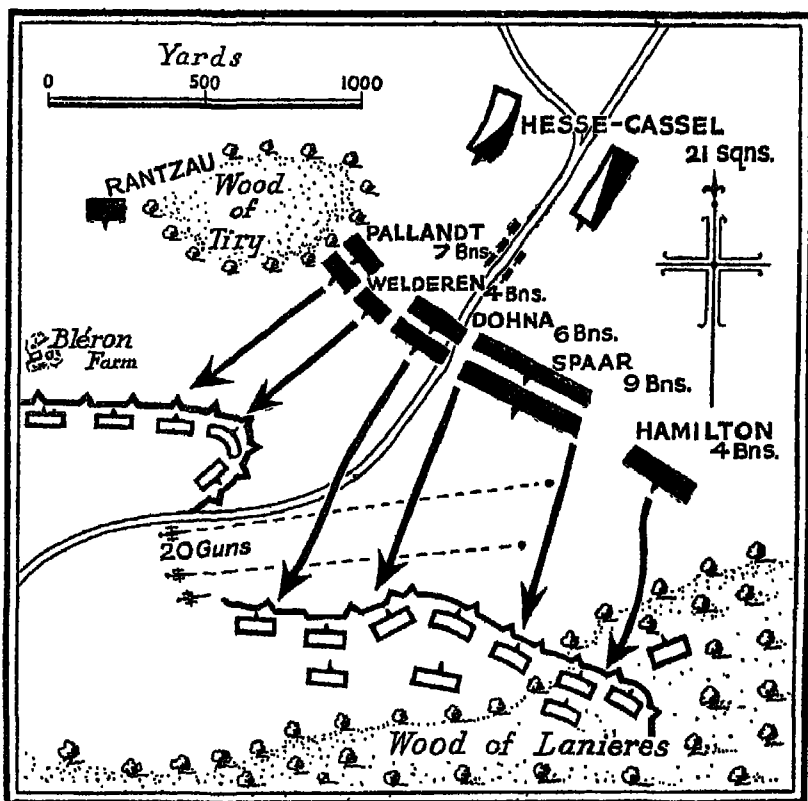 Yards
0 500 1000
HESSE-CASSEL
21 Sqns.
RANTZAU
Wood
of
Tiry
PALLANDT
7 Bns.
WELDEREN
4 Bns.
DOHNA
6 Bns.
SPAAR
9 Bns.
Bléron
Farm
HAMILTON
4 Bns.
20 Guns
Wood of Lanieres